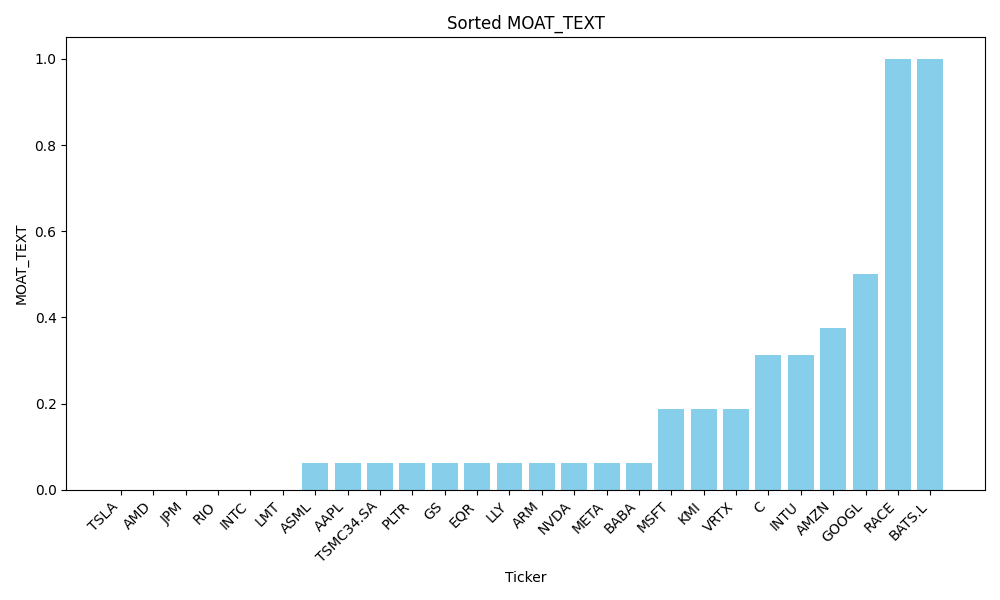 Sorted MOAT_TEXT
MOAT_TEXT
1.0
0.8
0.6
0.4
0.2
0.0
TSLA
AMD
JPM
RIO
INTC
LMT
ASML
AAPL
TSMC34.SA
PLTR
GS
EQR
LLY
ARM
NVDA
META
BABA
MSFT
KMI
VRTX
C
INTU
AMZN
GOOGL
RACE
BATS.L
Ticker